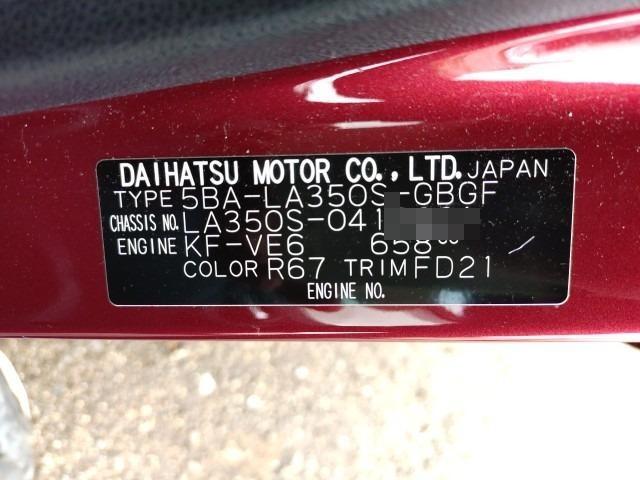 DAIHATSU MOTOR CO., LTD. JAPAN
TYPE 5BA-LA350S-GBGF
CHASSIS NO. LA350S-041
ENGINE KF-VE6 658cc
COLOR R67 TRIM FD21
ENGINE NO.